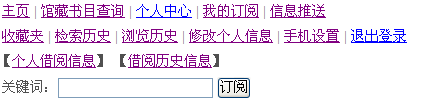 主页 | 馆藏书目查询 | 个人中心 | 我的订阅 | 信息推送
收藏夹 | 检索历史 | 浏览历史 | 修改个人信息 | 手机设置 | 退出登录
【个人借阅信息】 【借阅历史信息】
关键词： 订阅